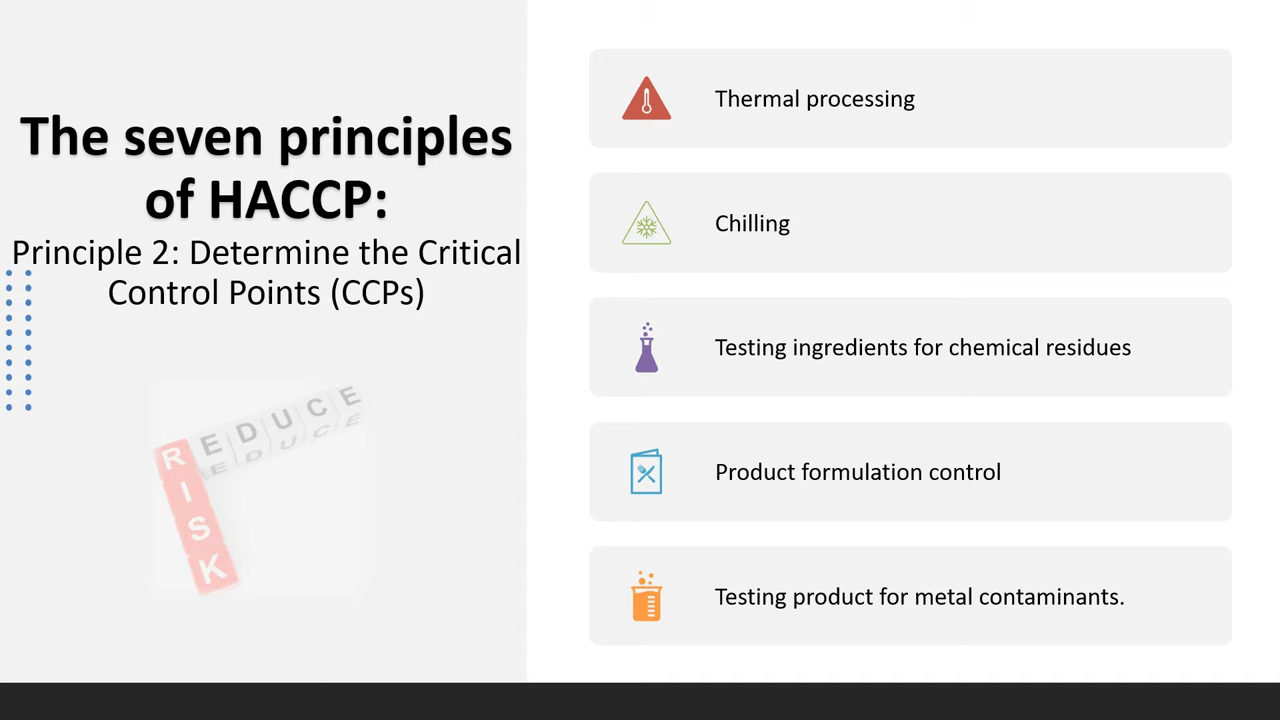 The seven principles
of HACCP:
Principle 2: Determine the Critical
Control Points (CCPs)
REDUCE
RISK
Thermal processing
Chilling
Testing ingredients for chemical residues
Product formulation control
Testing product for metal contaminants.